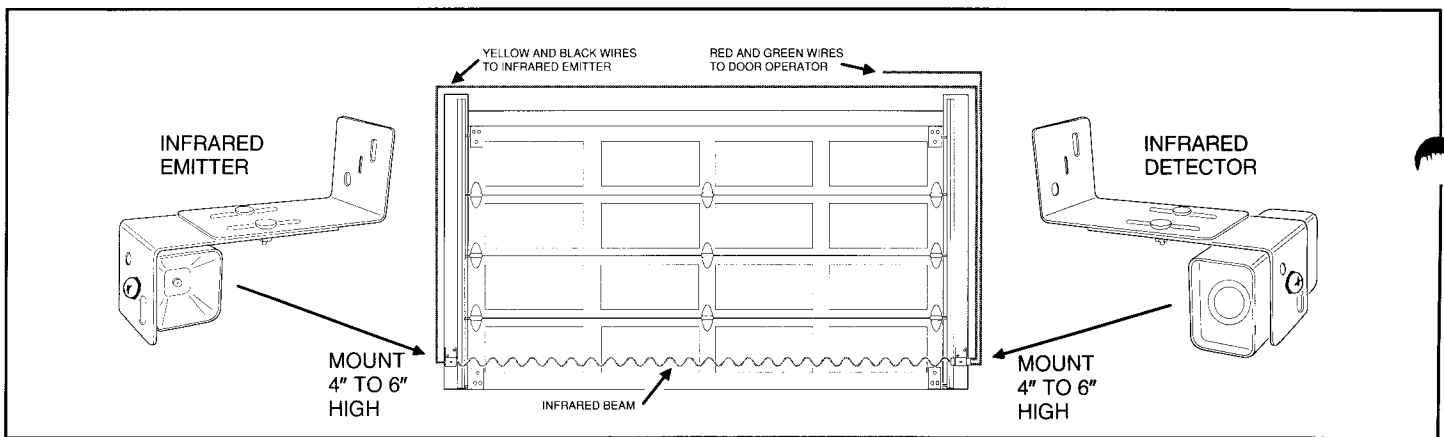 YELLOW AND BLACK WIRES
TO INFRARED EMITTER
RED AND GREEN WIRES
TO DOOR OPERATOR
INFRARED
EMITTER
INFRARED
DETECTOR
MOUNT
4" TO 6"
HIGH
INFRARED BEAM
MOUNT
4" TO 6"
HIGH